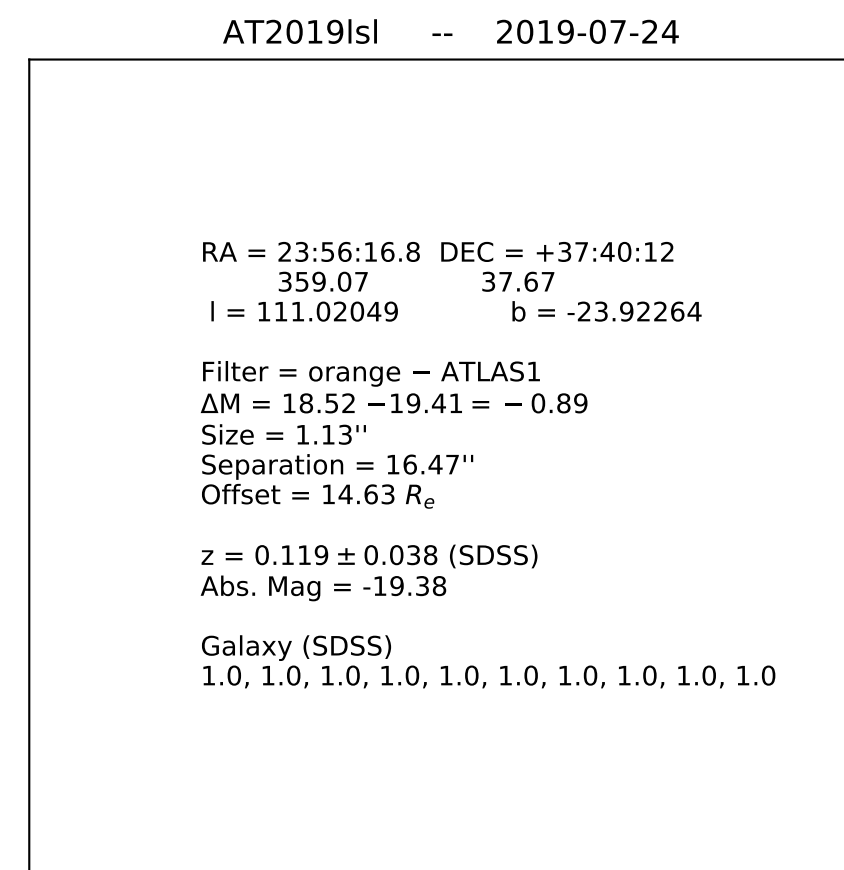 AT2019lsl -- 2019-07-24
RA = 23:56:16.8 DEC = +37:40:12
359.07 37.67
l = 111.02049 b = -23.92264
Filter = orange − ATLAS1
ΔM = 18.52 −19.41 = − 0.89
Size = 1.13''
Separation = 16.47''
Offset = 14.63 Rₑ
z = 0.119 ± 0.038 (SDSS)
Abs. Mag = -19.38
Galaxy (SDSS)
1.0, 1.0, 1.0, 1.0, 1.0, 1.0, 1.0, 1.0, 1.0, 1.0